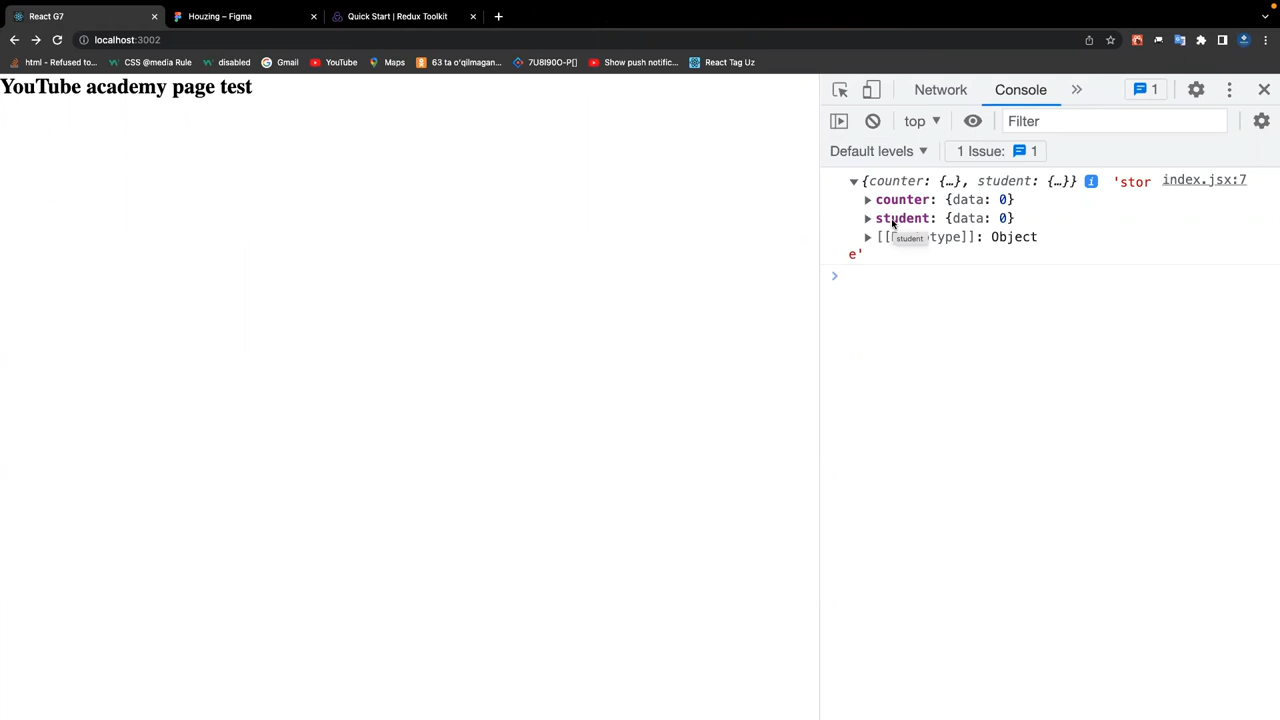 React G7
Houzing – Figma
Quick Start | Redux Toolkit
localhost:3002
html - Refused to...
CSS @media Rule
disabled
Gmail
YouTube
Maps
63 ta o'qilmagan...
7U8I90O-P[]
Show push notific...
React Tag Uz
YouTube academy page test
Network
Console
1
top
Filter
Default levels
1 Issue:
1
{counter: {…}, student: {…}} 'stor
index.jsx:7
counter: {data: 0}
student: {data: 0}
Object
student
e'